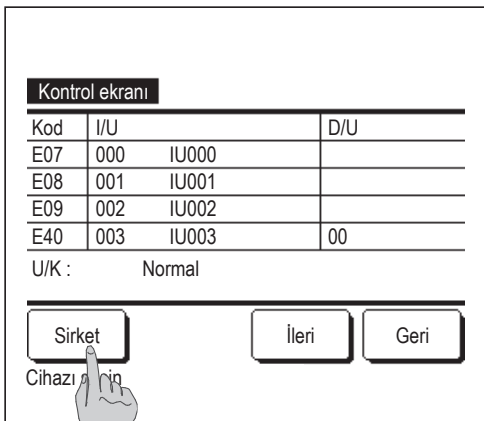 Kontrol ekranı
Kod I/U D/U
E07 000 IU000
E08 001 IU001
E09 002 IU002
E40 003 IU003 00
U/K : Normal
Sirket İleri Geri
Cihazı